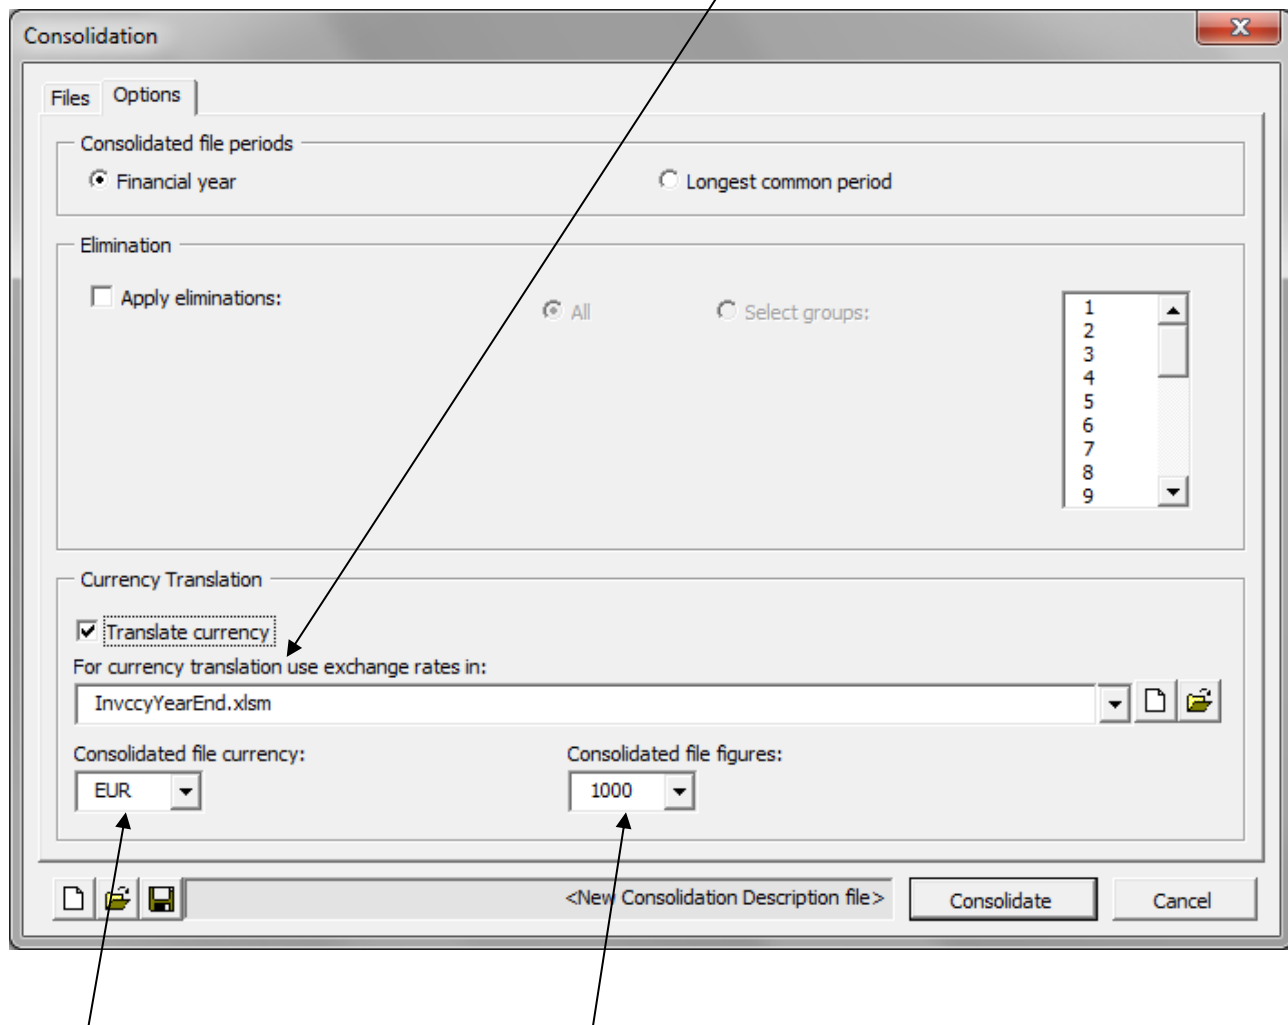 Consolidation
x
Files Options
Consolidated file periods
Financial year Longest common period
Elimination
Apply eliminations: All Select groups:
1
2
3
4
5
6
7
8
9
Currency Translation
Translate currency
For currency translation use exchange rates in:
InvccyYearEnd.xlsm
Consolidated file currency: Consolidated file figures:
EUR 1000
<New Consolidation Description file> Consolidate Cancel